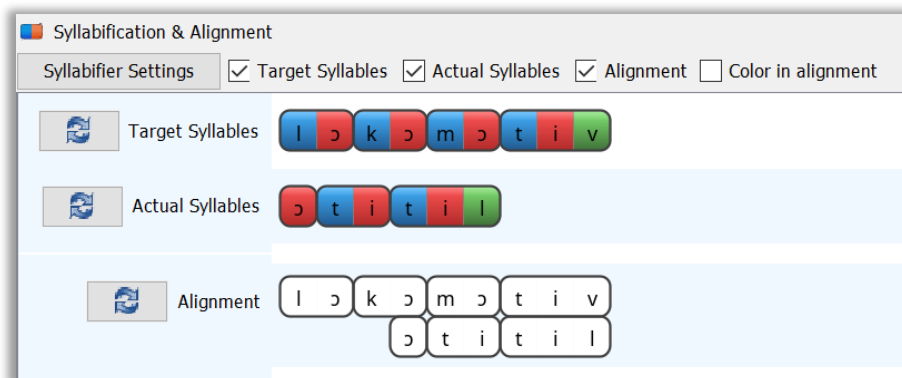 Syllabification & Alignment
Syllabifier Settings Target Syllables Actual Syllables Alignment Color in alignment
Target Syllables l ɔ k ɔ m ɔ t i v
Actual Syllables ɔ t i t i l
Alignment l ɔ k ɔ m ɔ t i v
ɔ t i t i l